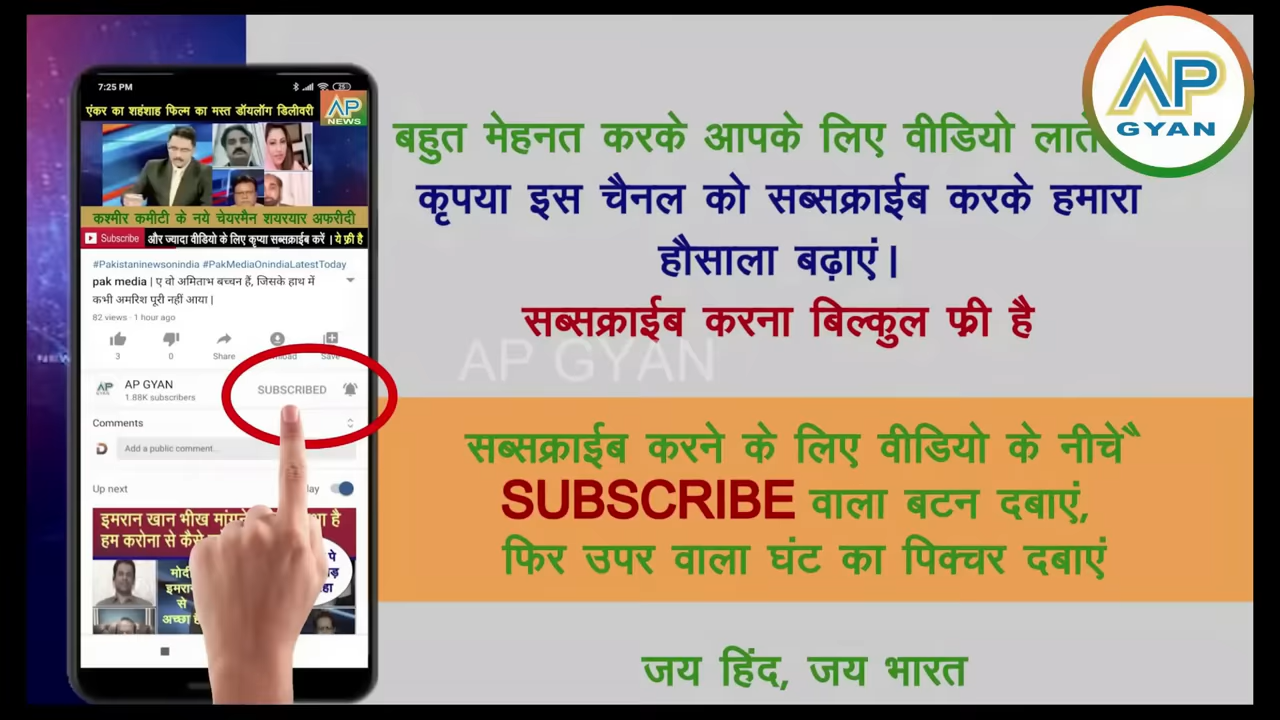 7:25 PM
एंकर का शहंशाह फिल्म का मस्त डॉयलॉग डिलीवरी
AP
NEWS
कश्मीर कमीटी के नये चेयरमैन शयरयार अफरीदी
Subscribe और ज्यादा वीडियो के लिए कृप्या सब्सक्राईब करें । ये फ्री है
#Pakistaninewsonindia #PakMediaOnindiaLatestToday
pak media | ए वो अमिताभ बच्चन हैं, जिसके हाथ में
कभी अमरिश पूरी नहीं आया |
82 views · 1 hour ago
3 0 Share Save
AP GYAN
1.88K subscribers
SUBSCRIBED
Comments
Add a public comment...
Up next
इमरान खान भीख मांगने है
हम करोना से कैसे
मोदी
से
अच्छा
AP
GYAN
बहुत मेहनत करके आपके लिए वीडियो लाते
कृपया इस चैनल को सब्सक्राईब करके हमारा
हौसाला बढ़ाएं।
सब्सक्राईब करना बिल्कुल फ्री है
AP GYAN
सब्सक्राईब करने के लिए वीडियो के नीचेै
SUBSCRIBE वाला बटन दबाएं,
फिर उपर वाला घंट का पिक्चर दबाएं
जय हिंद, जय भारत